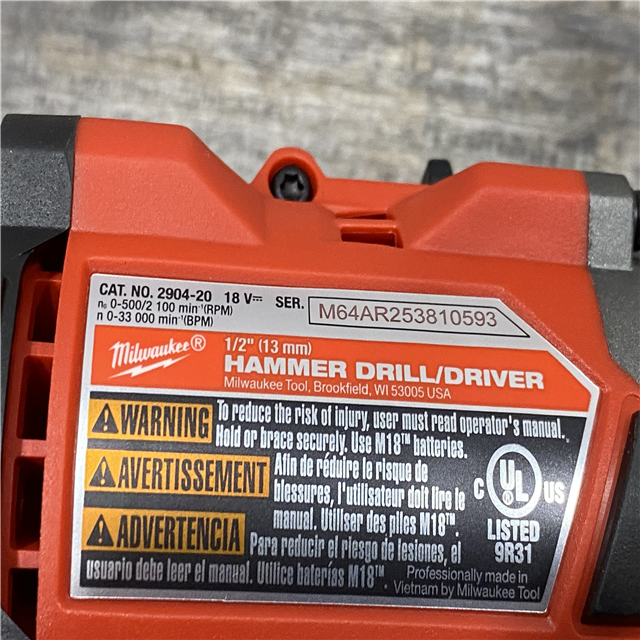 CAT. NO. 2904-20 18 V⎓ SER. M64AR253810593
n₀ 0-500/2 100 min⁻¹(RPM)
n 0-33 000 min⁻¹(BPM)
Milwaukee®
1/2" (13 mm)
HAMMER DRILL/DRIVER
Milwaukee Tool, Brookfield, WI 53005 USA
⚠WARNING To reduce the risk of injury, user must read operator's manual.
Hold or brace securely. Use M18™ batteries.
⚠AVERTISSEMENT Afin de réduire le risque de
blessures, l'utilisateur doit lire le
manual. Utiliser des piles M18™.
⚠ADVERTENCIA Para reducir el riesgo de lesiones, el
usuario debe leer el manual. Utilice baterías M18™.
C UL® US
LISTED
9R31
Professionally made in
Vietnam by Milwaukee Tool